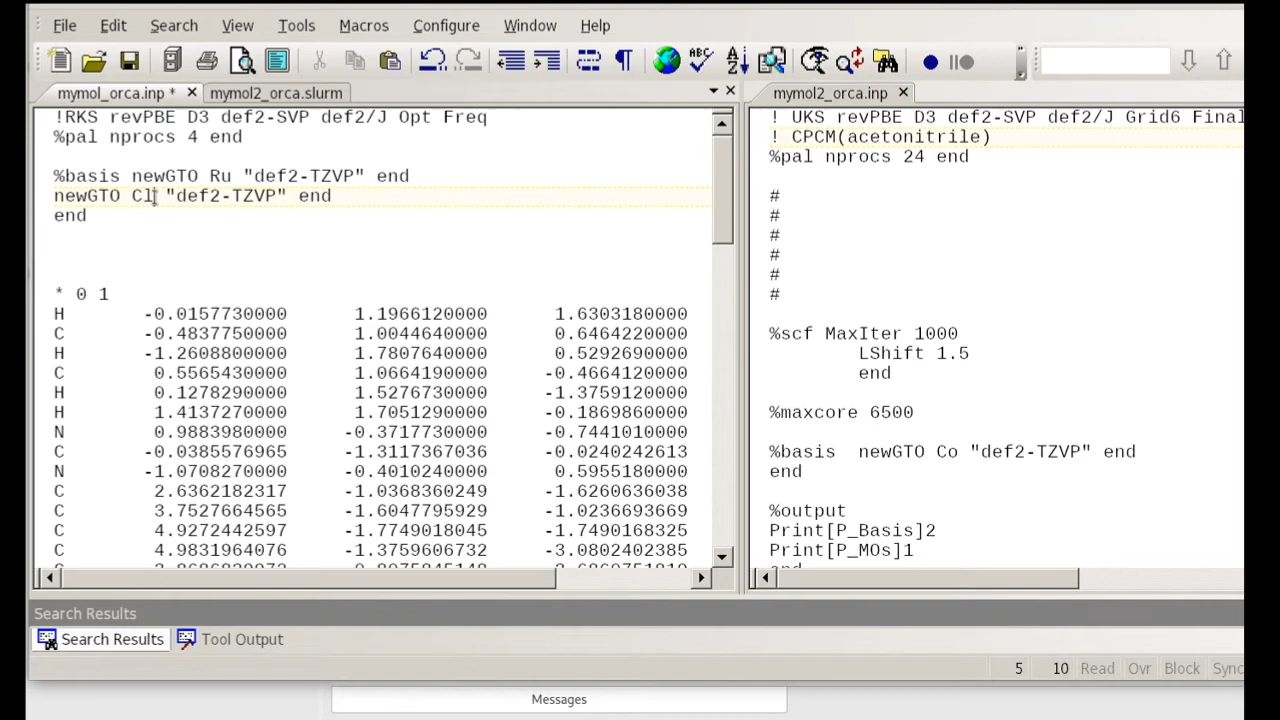 File Edit Search View Tools Macros Configure Window Help
mymol_orca.inp * mymol2_orca.slurm
!RKS revPBE D3 def2-SVP def2/J Opt Freq
%pal nprocs 4 end
%basis newGTO Ru "def2-TZVP" end
newGTO Cl "def2-TZVP" end
end
* 0 1
H -0.0157730000 1.1966120000 1.6303180000
C -0.4837750000 1.0044640000 0.6464220000
H -1.2608800000 1.7807640000 0.5292690000
C 0.5565430000 1.0664190000 -0.4664120000
H 0.1278290000 1.5276730000 -1.3759120000
H 1.4137270000 1.7051290000 -0.1869860000
N 0.9883980000 -0.3717730000 -0.7441010000
C -0.0385576965 -1.3117367036 -0.0240242613
N -1.0708270000 -0.4010240000 0.5955180000
C 2.6362182317 -1.0368360249 -1.6260636038
C 3.7527664565 -1.6047795929 -1.0236693669
C 4.9272442597 -1.7749018045 -1.7490168325
C 4.9831964076 -1.3759606732 -3.0802402385
mymol2_orca.inp
! UKS revPBE D3 def2-SVP def2/J Grid6 Final
! CPCM(acetonitrile)
%pal nprocs 24 end
#
#
#
#
#
#
%scf MaxIter 1000
LShift 1.5
end
%maxcore 6500
%basis newGTO Co "def2-TZVP" end
end
%output
Print[P_Basis]2
Print[P_MOs]1
Search Results
Search Results Tool Output
5 10 Read Ovr Block Sync
Messages